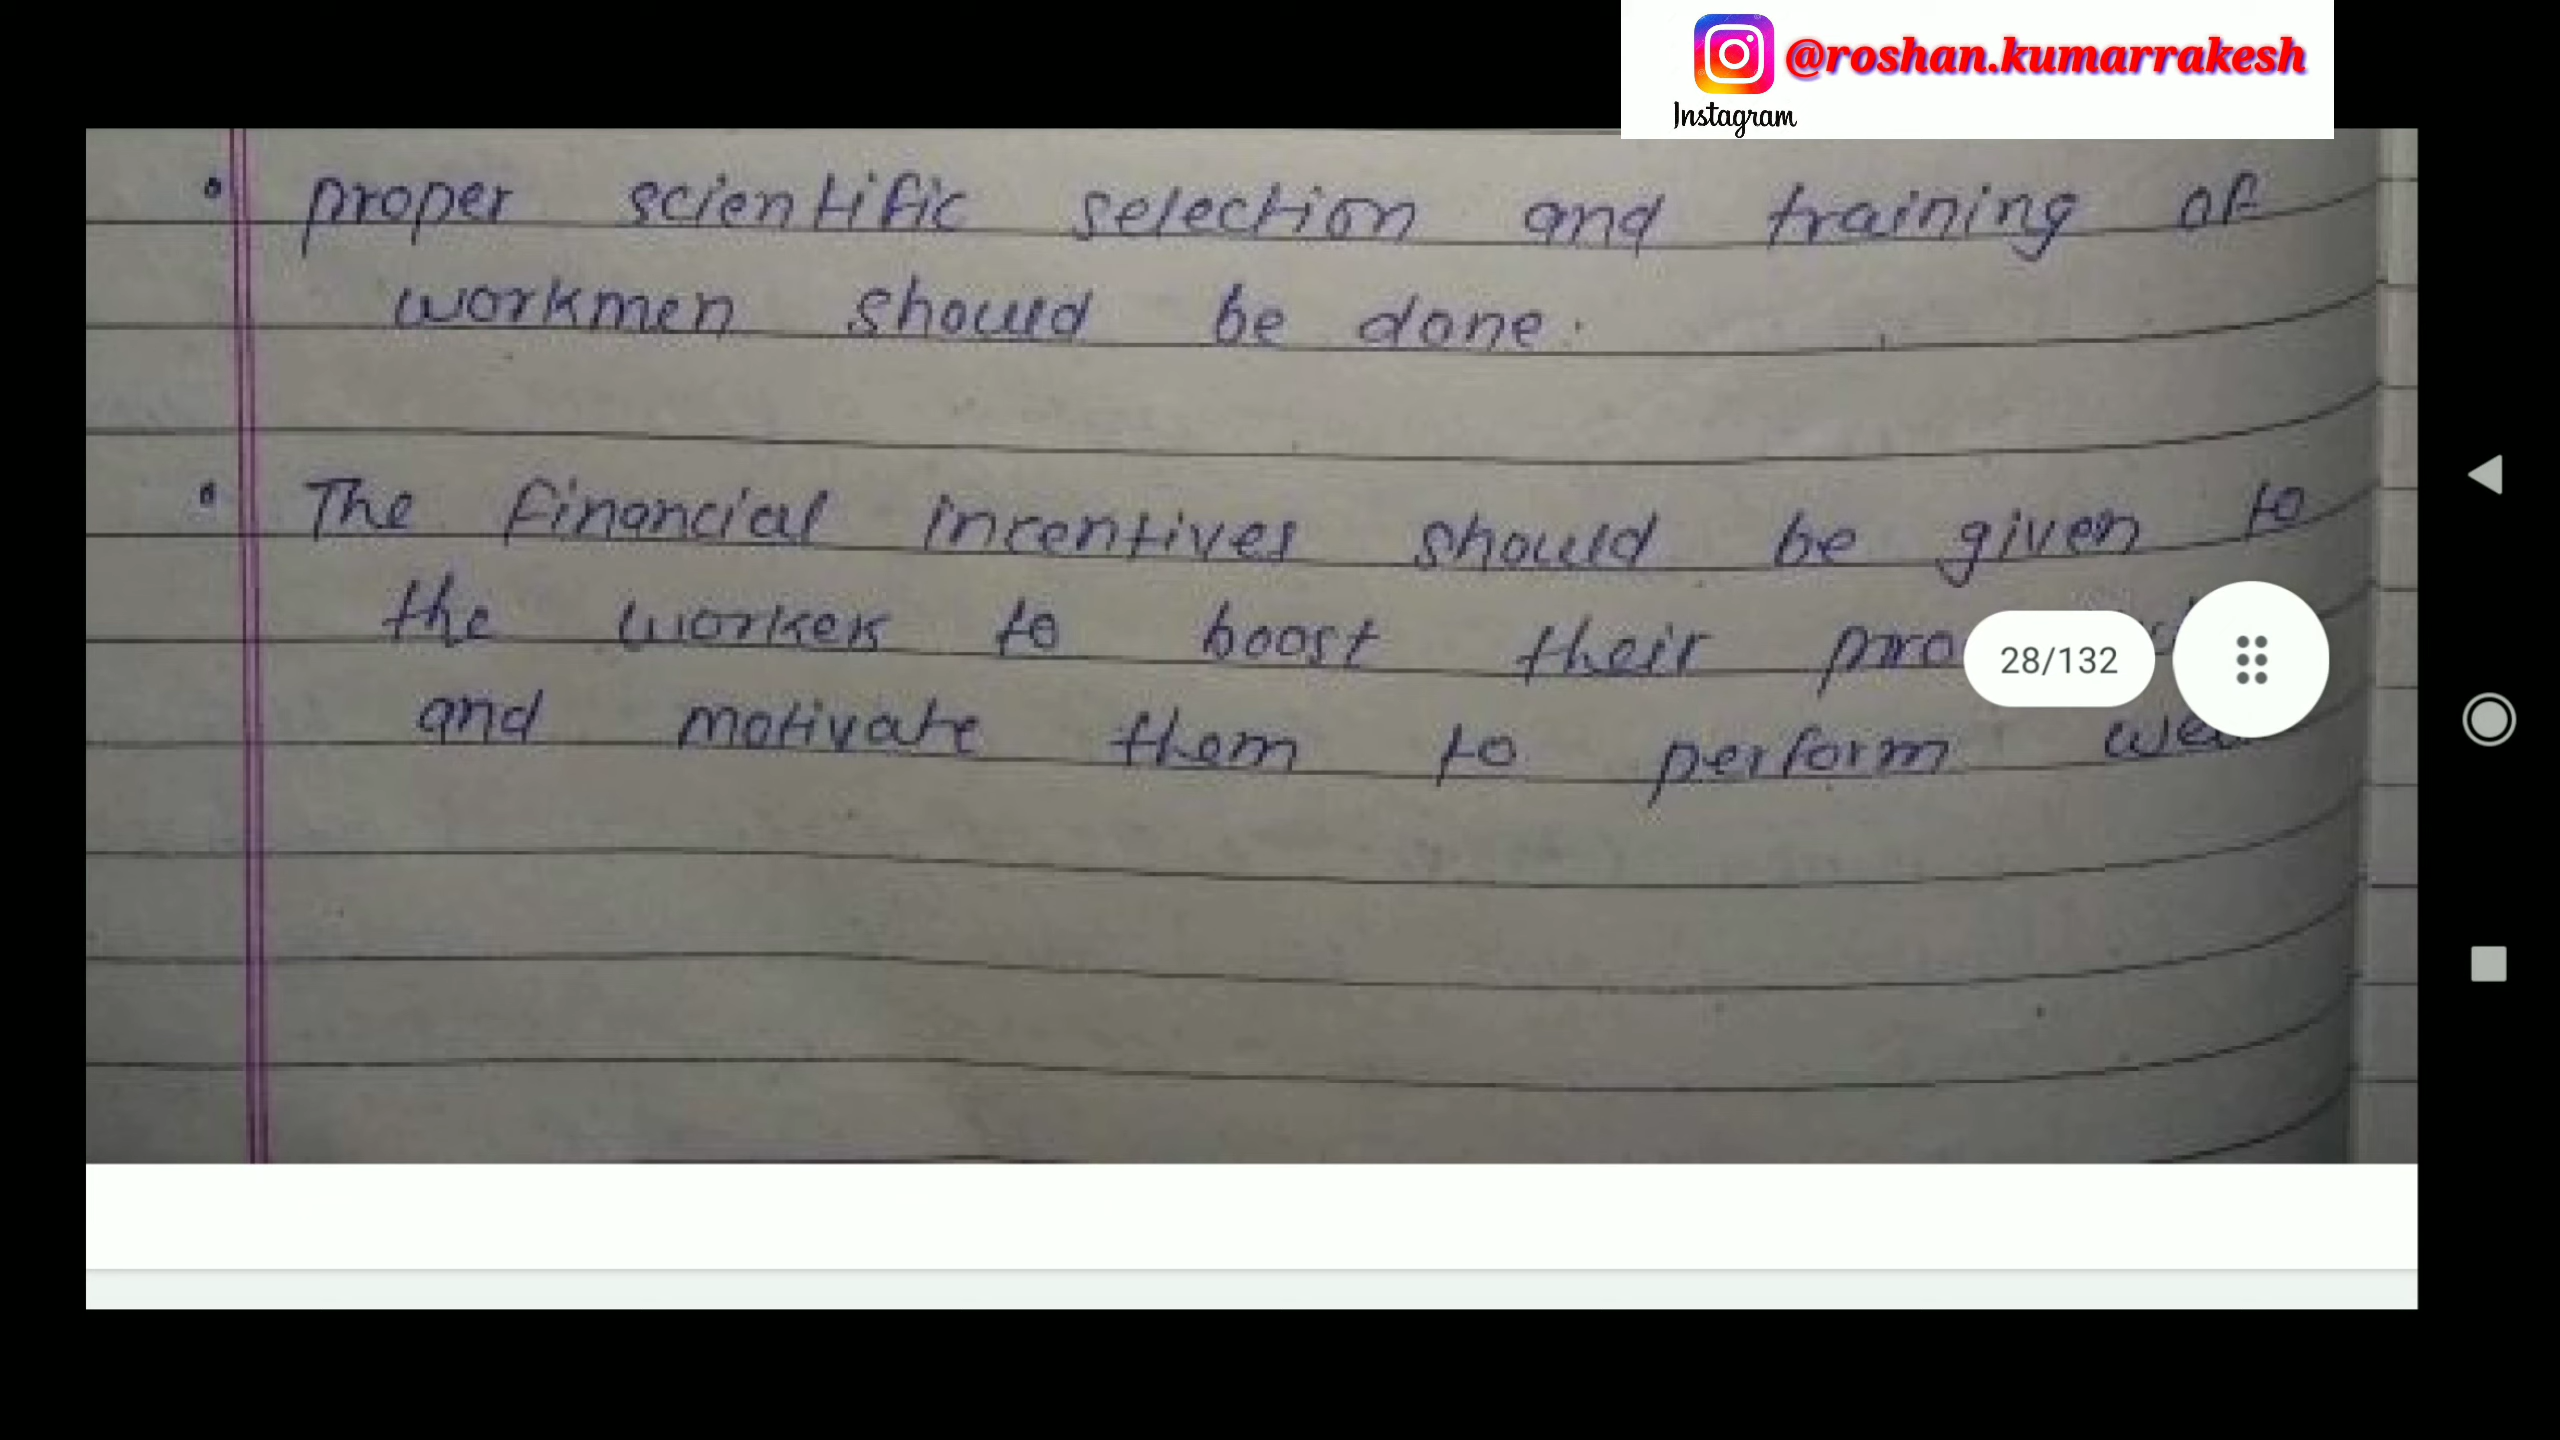 @roshan.kumarrakesh
Instagram
• proper scientific selection and training of
workmen should be done.
• The financial incentives should be given to
the workers to boost their
28/132
and motivate them to perform